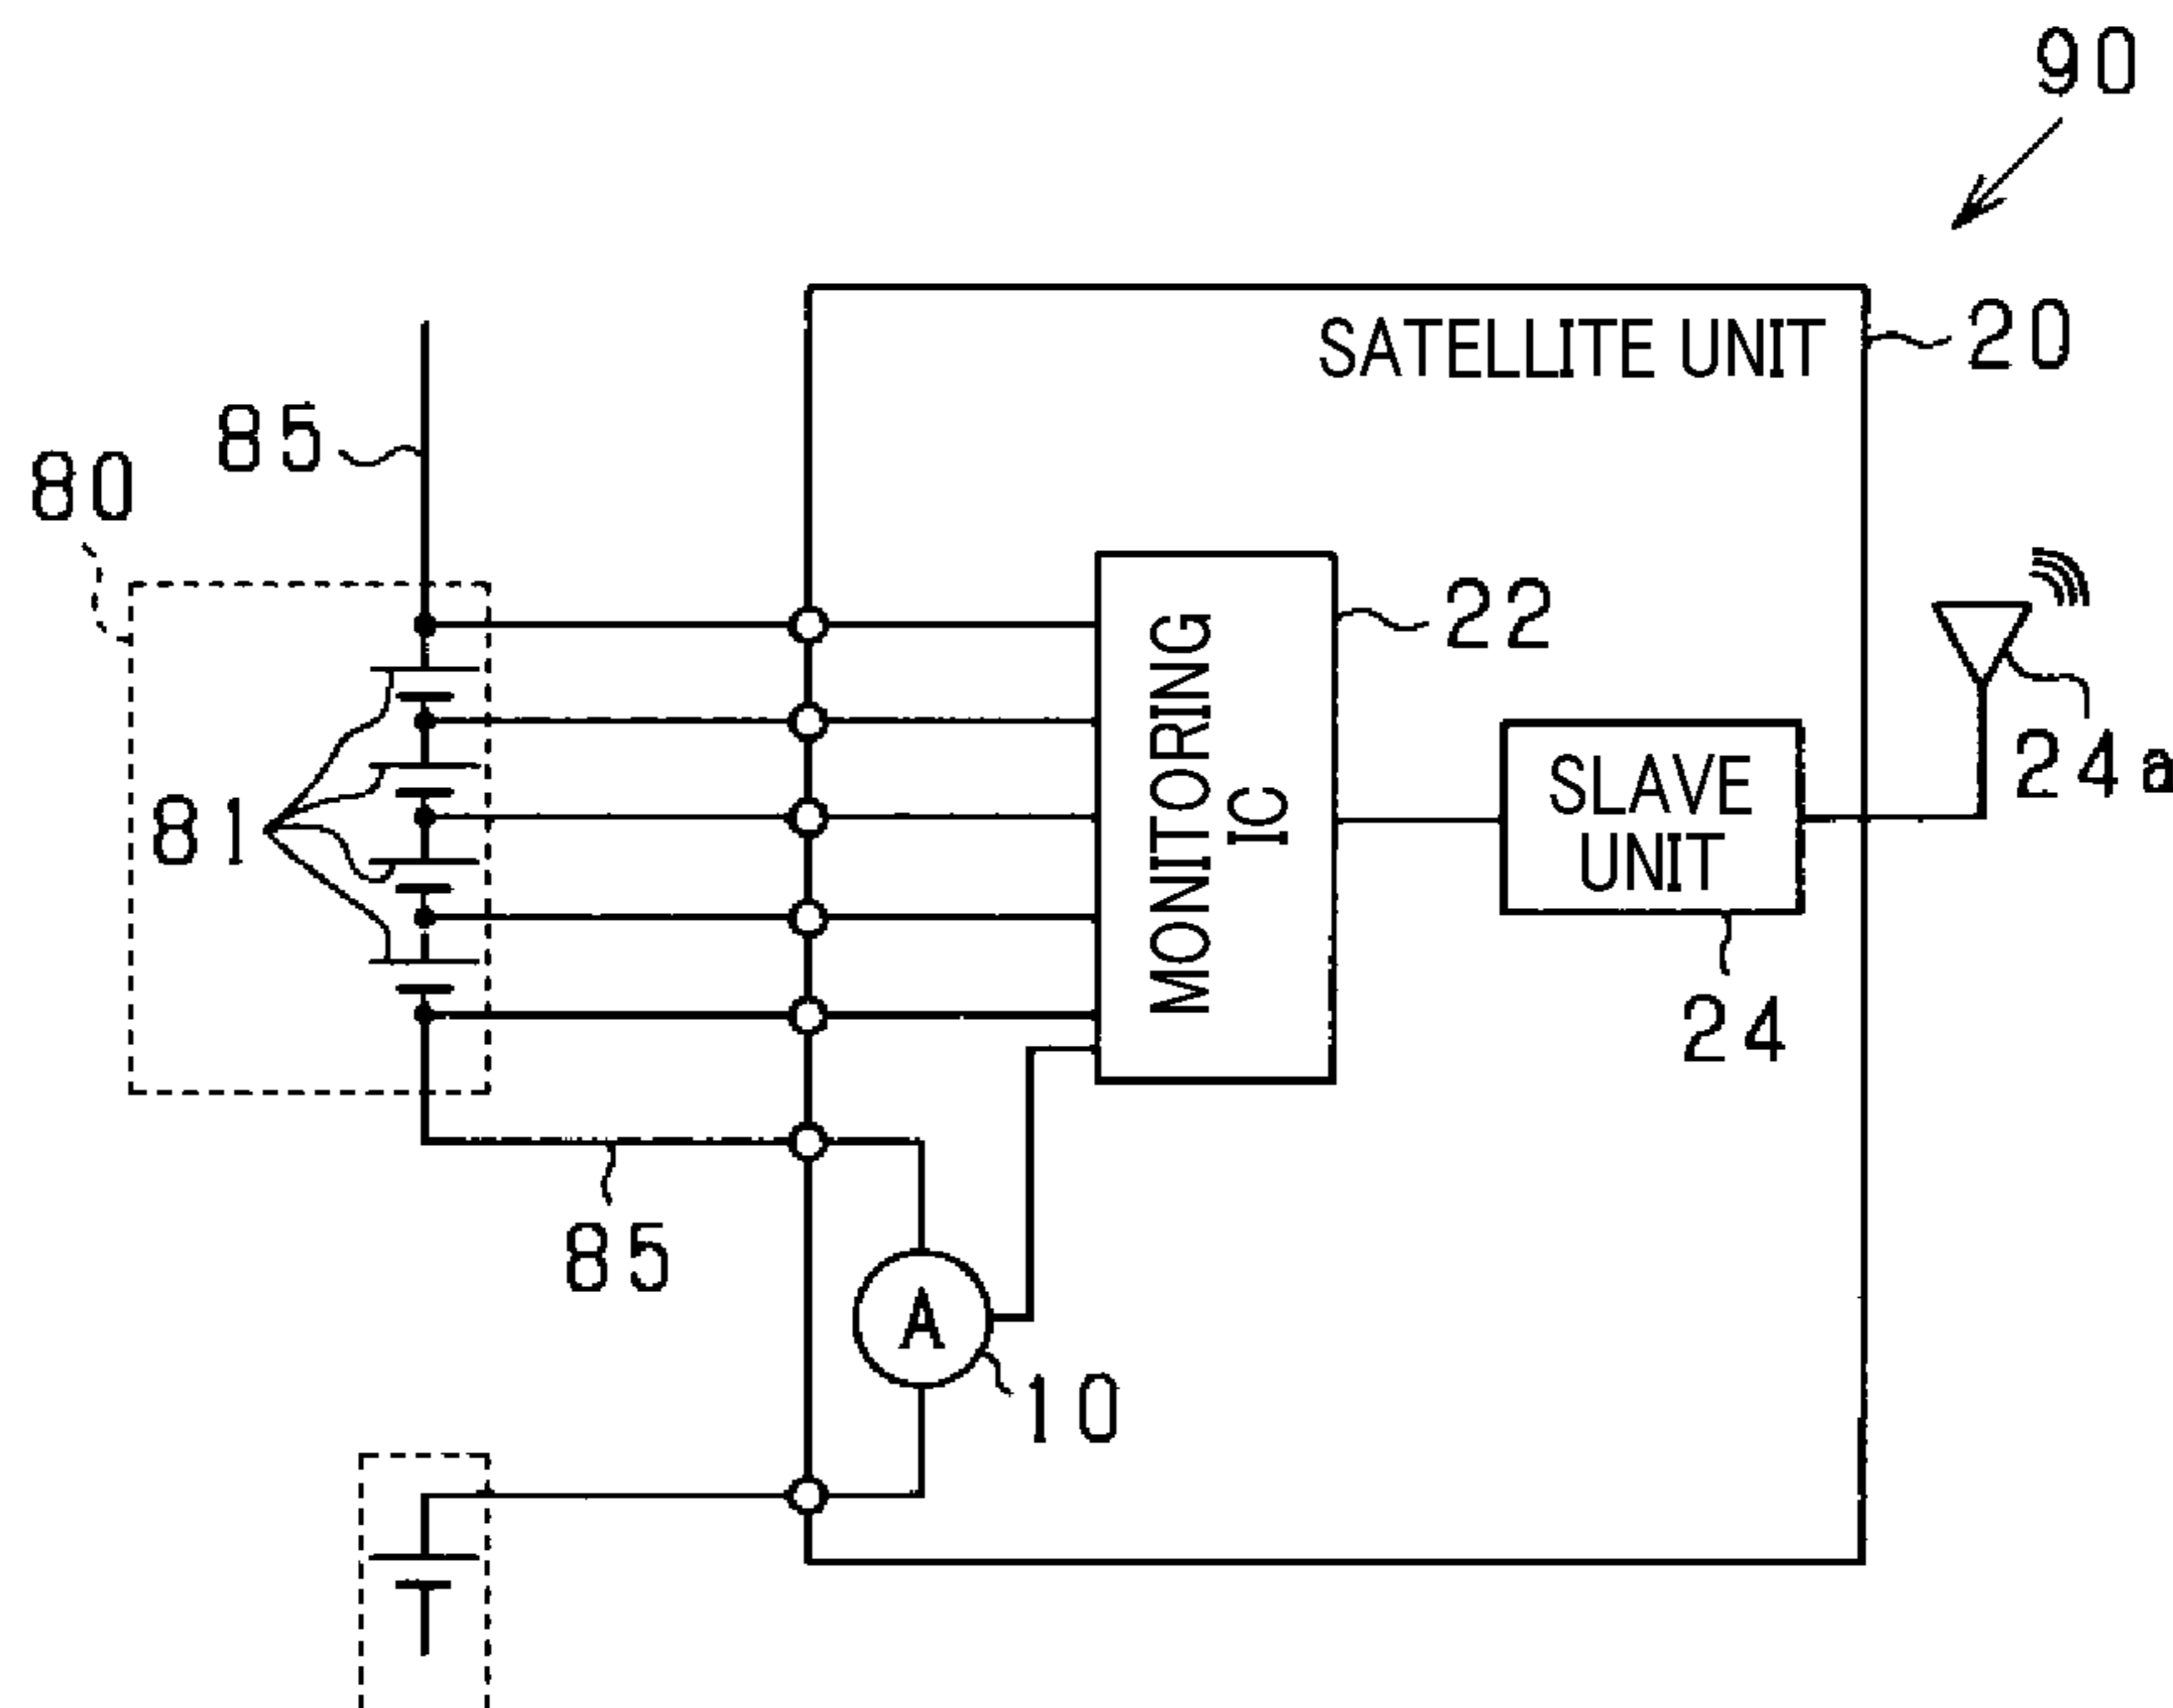 90
SATELLITE UNIT
20
85
80
22
MONITORING
IC
SLAVE
UNIT
24a
81
24
85
A
10